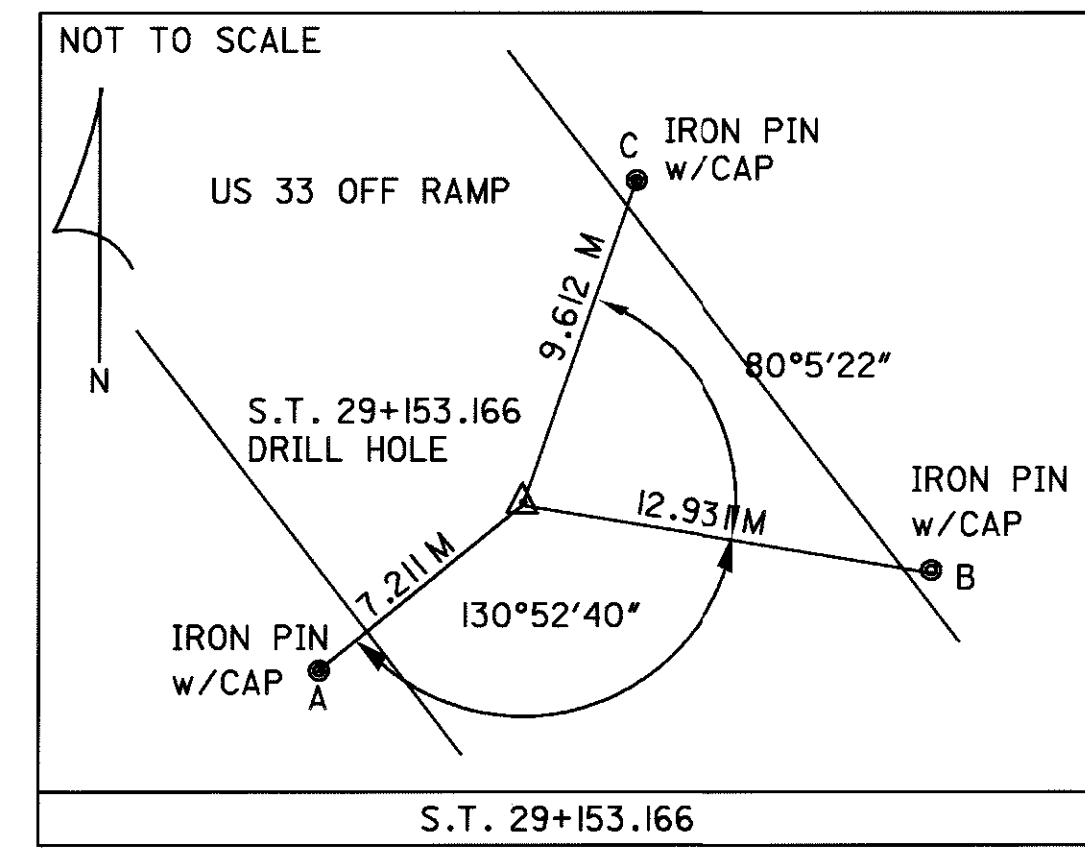 NOT TO SCALE
C
IRON PIN
w/CAP
US 33 OFF RAMP
9.612 M
80°5'22"
N
S.T. 29+153.166
DRILL HOLE
IRON PIN
w/CAP
12.931 M
B
7.211 M
130°52'40"
IRON PIN
w/CAP
A
S.T. 29+153.166